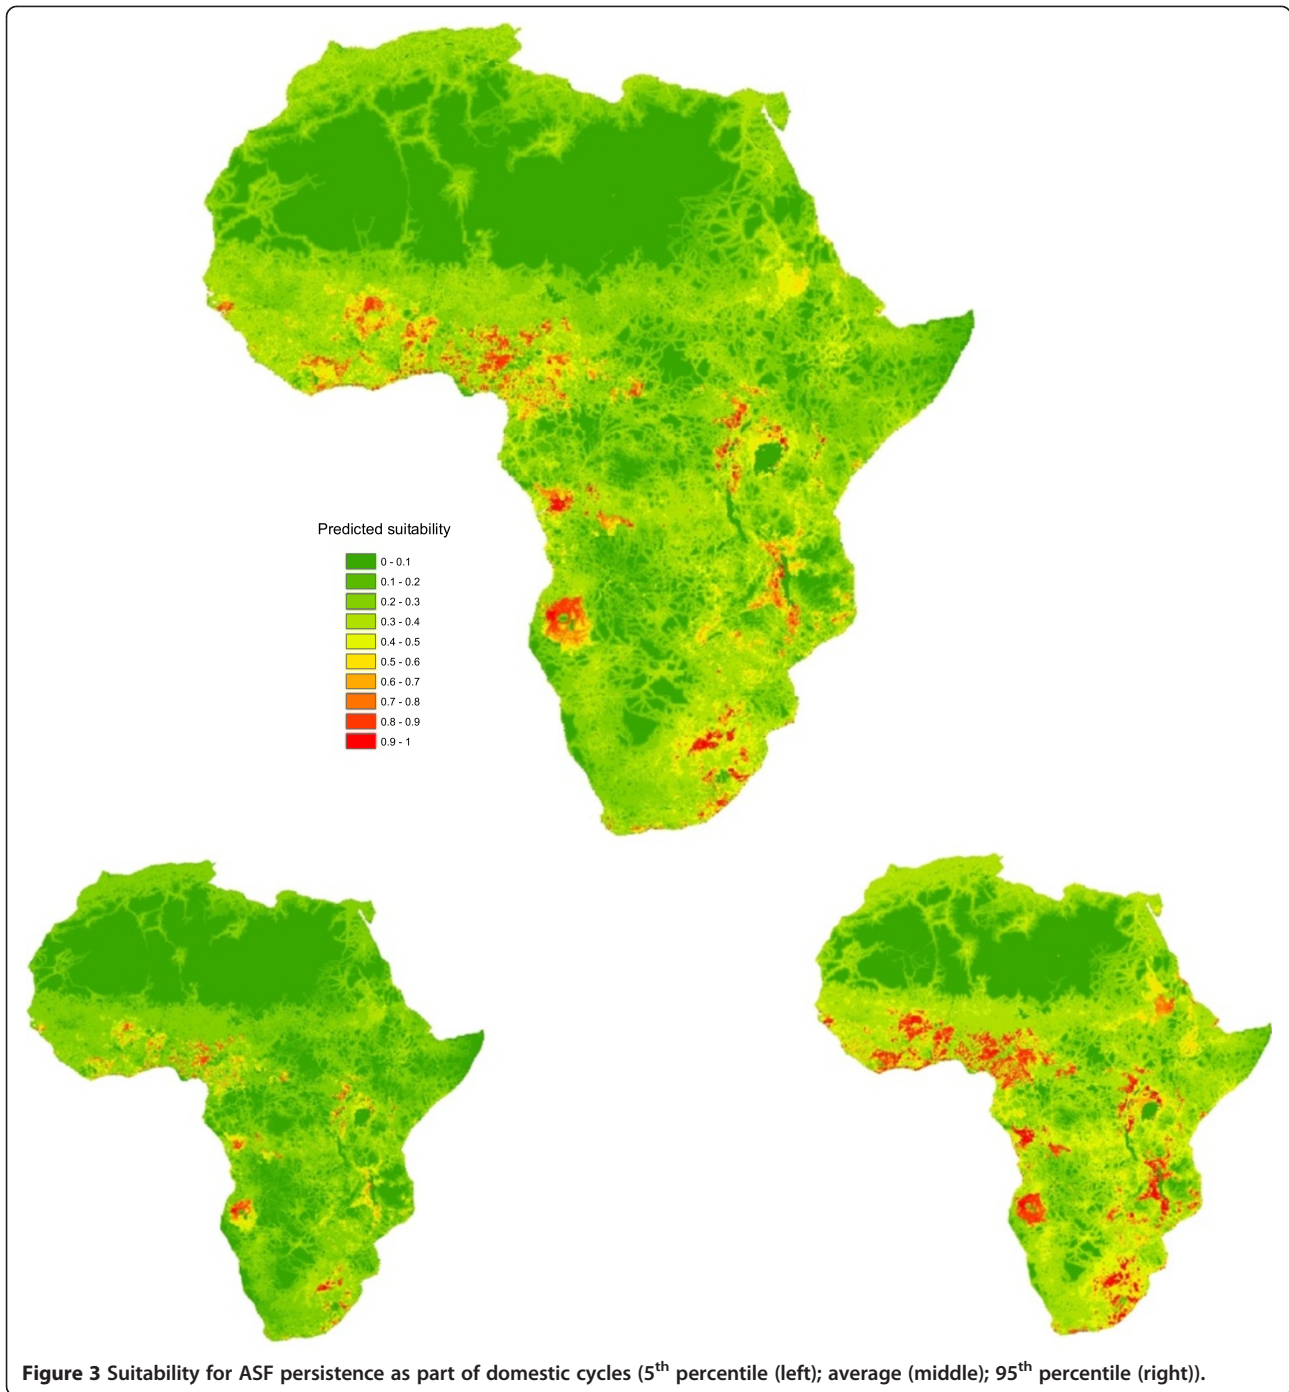 Predicted suitability
0 - 0.1
0.1 - 0.2
0.2 - 0.3
0.3 - 0.4
0.4 - 0.5
0.5 - 0.6
0.6 - 0.7
0.7 - 0.8
0.8 - 0.9
0.9 - 1
Figure 3 Suitability for ASF persistence as part of domestic cycles (5th percentile (left); average (middle); 95th percentile (right)).